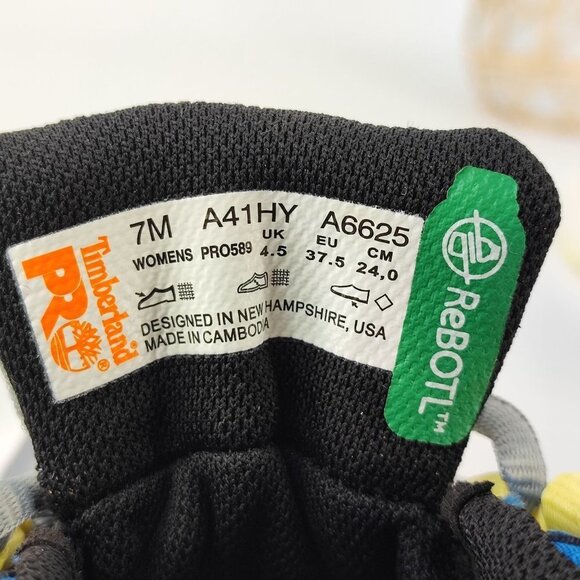 Timberland
PRO®
7M A41HY A6625
UK EU CM
WOMENS PRO589 4.5 37.5 24,0
DESIGNED IN NEW HAMPSHIRE, USA
MADE IN CAMBODIA
ReBOTL™